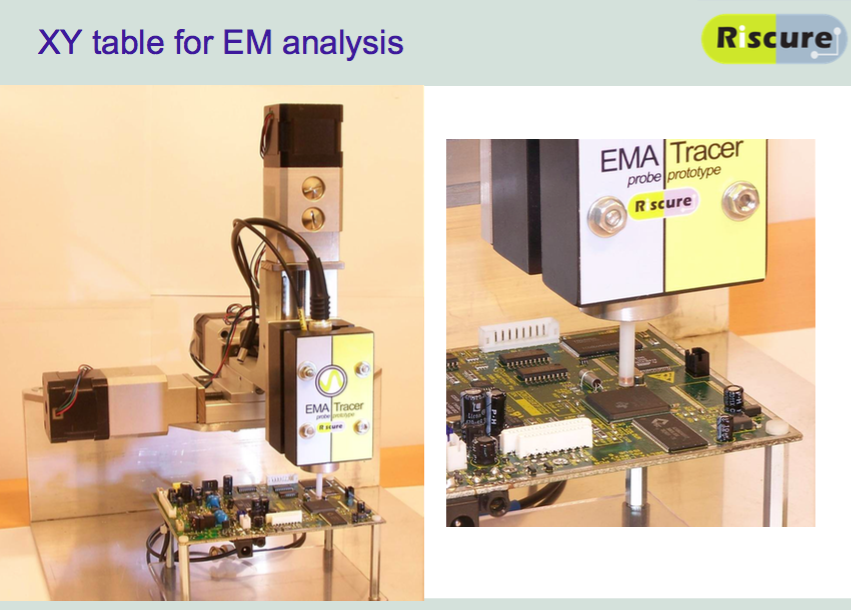 XY table for EM analysis
Riscure
EMA Tracer
probe prototype
Riscure
EMA Tracer
probe prototype
Riscure